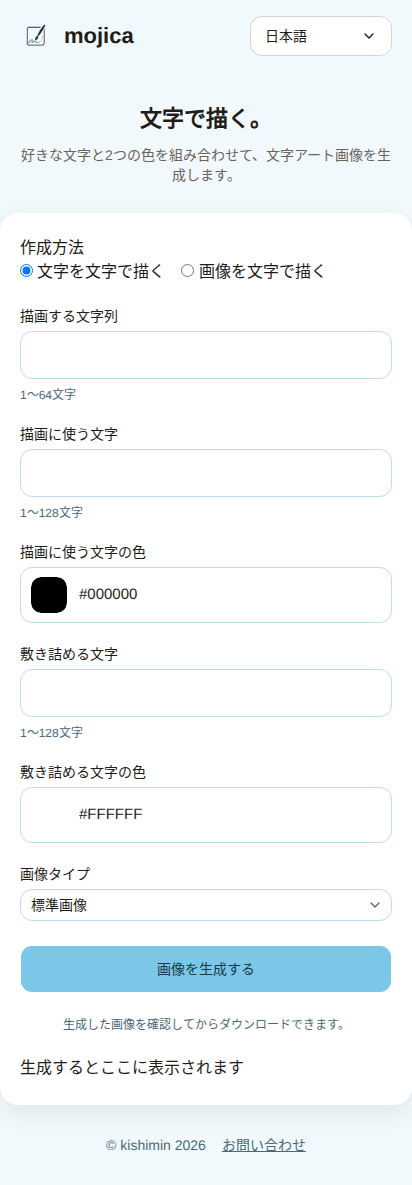 mojica
日本語
文字で描く。
好きな文字と2つの色を組み合わせて、文字アート画像を生
成します。
作成方法
文字を文字で描く 画像を文字で描く
描画する文字列
1〜64文字
描画に使う文字
1〜128文字
描画に使う文字の色
#000000
敷き詰める文字
1〜128文字
敷き詰める文字の色
#FFFFFF
画像タイプ
標準画像
画像を生成する
生成した画像を確認してからダウンロードできます。
生成するとここに表示されます
© kishimin 2026 お問い合わせ